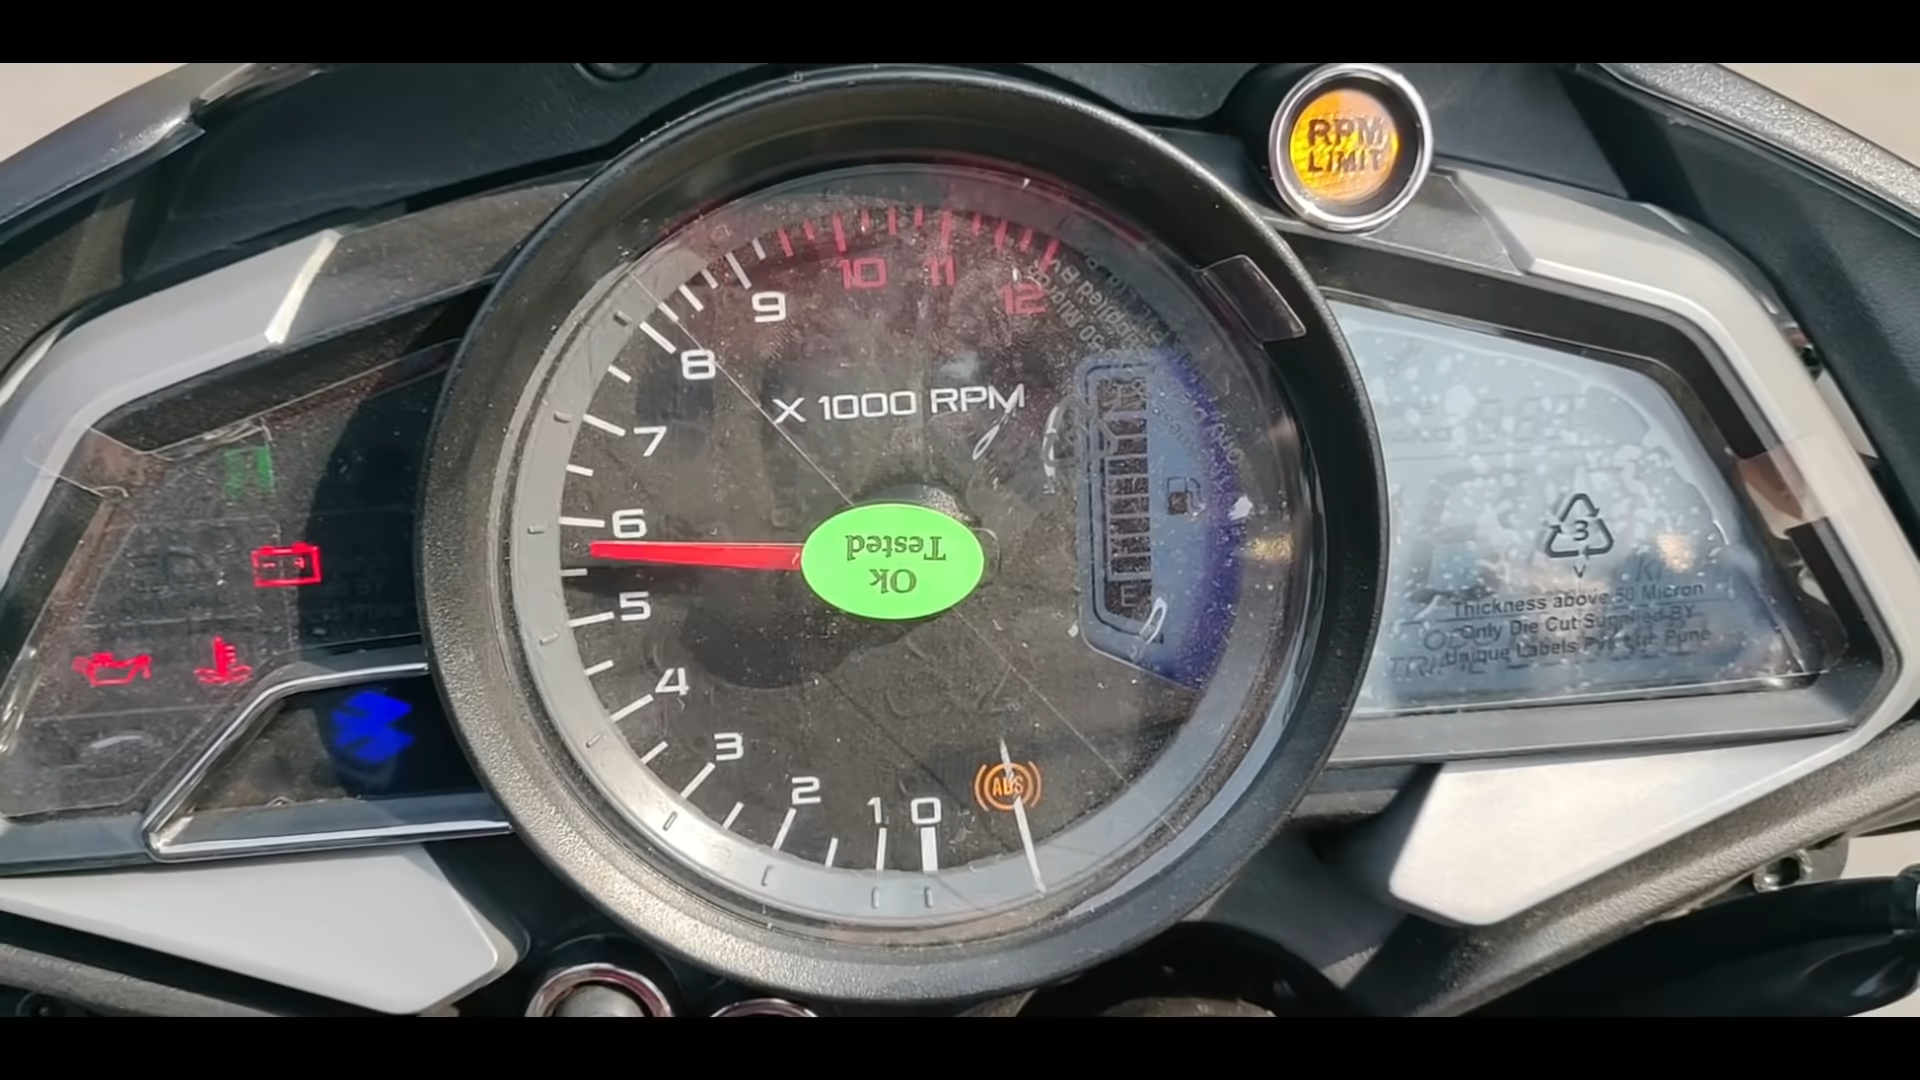 RPM
LIMIT
10
11
12
9
8
X 1000 RPM
7
6
Tested
Ok
5
E
3
Thickness above 50 Micron
Only Die Cut Supplied BY
Unique Labels Pvt Ltd Pune
4
3
2
1
0
ABS